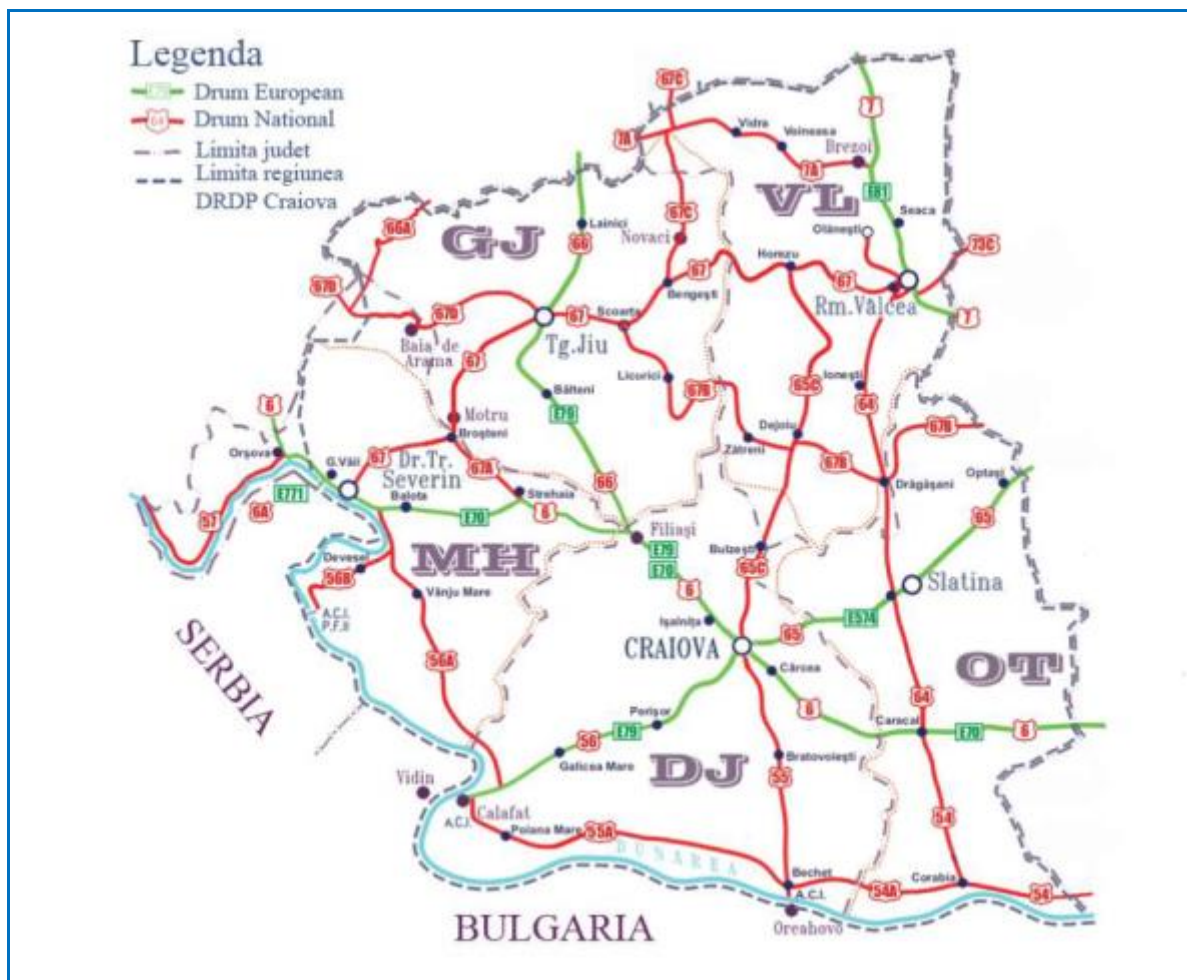 Legenda
E79 Drum European
64 Drum National
Limita judet
Limita regiunea
DRDP Craiova
67C
7
7A
Vidra
Voineasa
Brezoi
7A
VL
E81
66A
GJ
Lainici
66
67C
Novaci
Seaca
Olănești
73C
67D
67
Horezu
67
Bengești
Rm.Vâlcea
7
67D
67
Scoarța
Tg.Jiu
Baia de
Arama
67
Licurici
67B
65C
Ionești
64
Bâlteni
E79
6
Motru
Broșteni
Dejoiu
Zătreni
67B
67B
Orșova
G.Văii
67
Dr.Tr.
Severin
67A
66
Drăgășani
Optași
E771
6A
57
Balota
E70
Strehaia
6
65
Filiași
E79
E70
Bulzești
65C
MH
Devesel
56B
Vânju Mare
6
Slatina
A.C.I.
P.F.II
Ișalnița
E574
65
CRAIOVA
SERBIA
56A
Cârcea
OT
64
6
Perișor
Caracal
E70
6
56
E79
Galicea Mare
DJ
Bratovoiești
55
Vidin
Calafat
A.C.I.
Poiana Mare
55A
54
DUNAREA
Bechet
A.C.I.
54A
Corabia
54
Oreahovo
BULGARIA